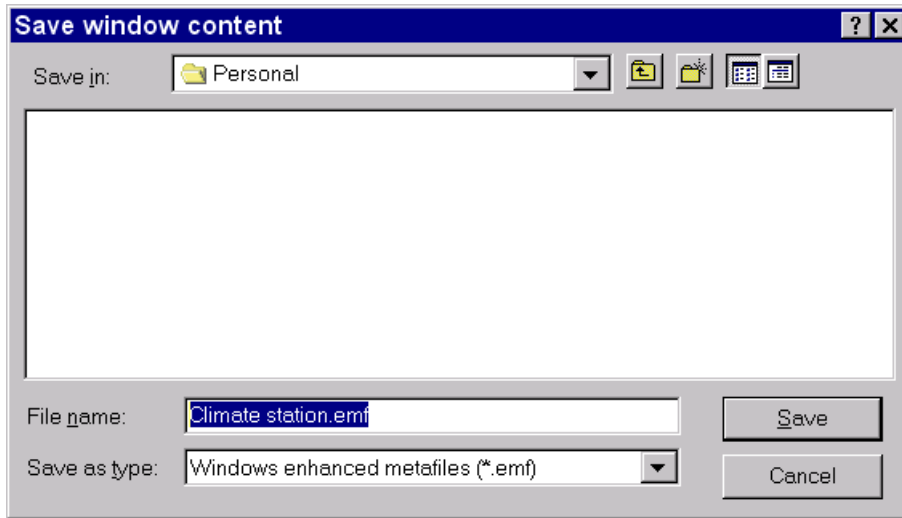 Save window content
Save in: Personal
File name: Climate station.emf Save
Save as type: Windows enhanced metafiles (*.emf) Cancel